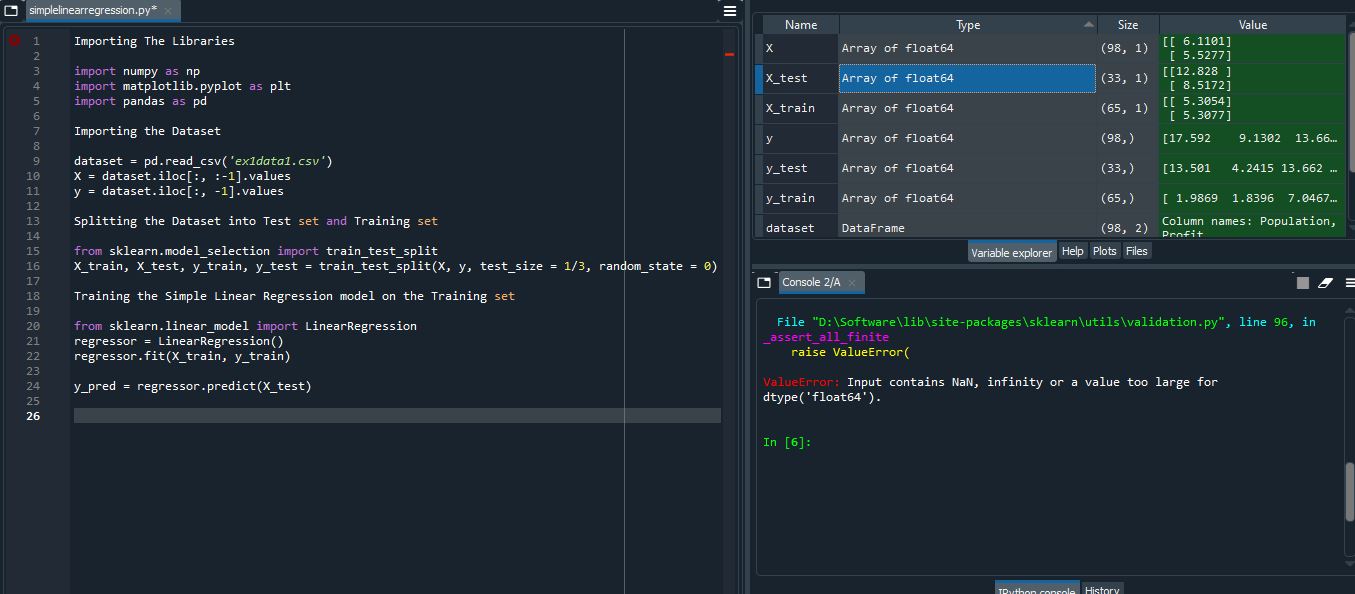 simplelinearregression.py*
1 Importing The Libraries
2
3 import numpy as np
4 import matplotlib.pyplot as plt
5 import pandas as pd
6
7 Importing the Dataset
8
9 dataset = pd.read_csv('ex1data1.csv')
10 X = dataset.iloc[:, :-1].values
11 y = dataset.iloc[:, -1].values
12
13 Splitting the Dataset into Test set and Training set
14
15 from sklearn.model_selection import train_test_split
16 X_train, X_test, y_train, y_test = train_test_split(X, y, test_size = 1/3, random_state = 0)
17
18 Training the Simple Linear Regression model on the Training set
19
20 from sklearn.linear_model import LinearRegression
21 regressor = LinearRegression()
22 regressor.fit(X_train, y_train)
23
24 y_pred = regressor.predict(X_test)
25
26
Name Type Size Value
X Array of float64 (98, 1) [[ 6.1101]
[ 5.5277]
X_test Array of float64 (33, 1) [[12.828 ]
[ 8.5172]
X_train Array of float64 (65, 1) [[ 5.3054]
[ 5.3077]
y Array of float64 (98,) [17.592 9.1302 13.66…
y_test Array of float64 (33,) [13.501 4.2415 13.662 …
y_train Array of float64 (65,) [ 1.9869 1.8396 7.0467…
dataset DataFrame (98, 2) Column names: Population,
Profit
Variable explorer Help Plots Files
Console 2/A
File "D:\Software\lib\site-packages\sklearn\utils\validation.py", line 96, in
_assert_all_finite
raise ValueError(
ValueError: Input contains NaN, infinity or a value too large for
dtype('float64').
In [6]:
IPython console History